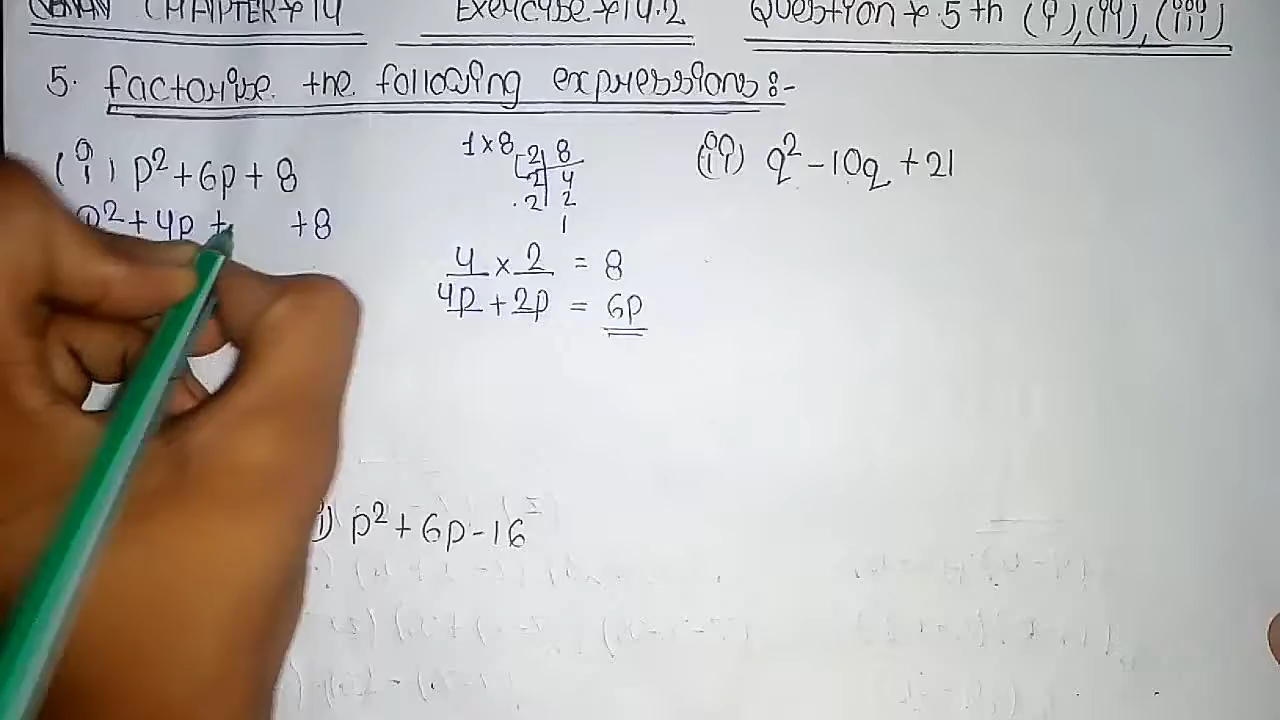 CHAPTER → 14 Exercise → 14.2 Question → 5th (i), (ii), (iii)
5. factorise the following expressions :-
(i) p² + 6p + 8
p² + 4p + + 8
1 × 8
2 8
2 4
2 2
1
4 × 2 = 8
4p + 2p = 6p
(ii) q² - 10q + 21
p² + 6p - 16